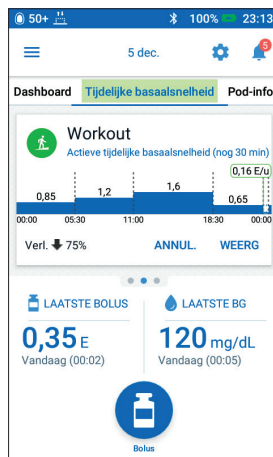 50+ 100% 23:13
5 dec. 5
Dashboard Tijdelijke basaalsnelheid Pod-info
Workout
Actieve tijdelijke basaalsnelheid (nog 30 min)
0,16 E/u
0,85 1,2 1,6 0,65
00:00 05:30 11:00 18:30 00:00
Verl. 75% ANNUL. WEERG
LAATSTE BOLUS LAATSTE BG
0,35 E 120 mg/dL
Vandaag (00:02) Vandaag (00:05)
Bolus